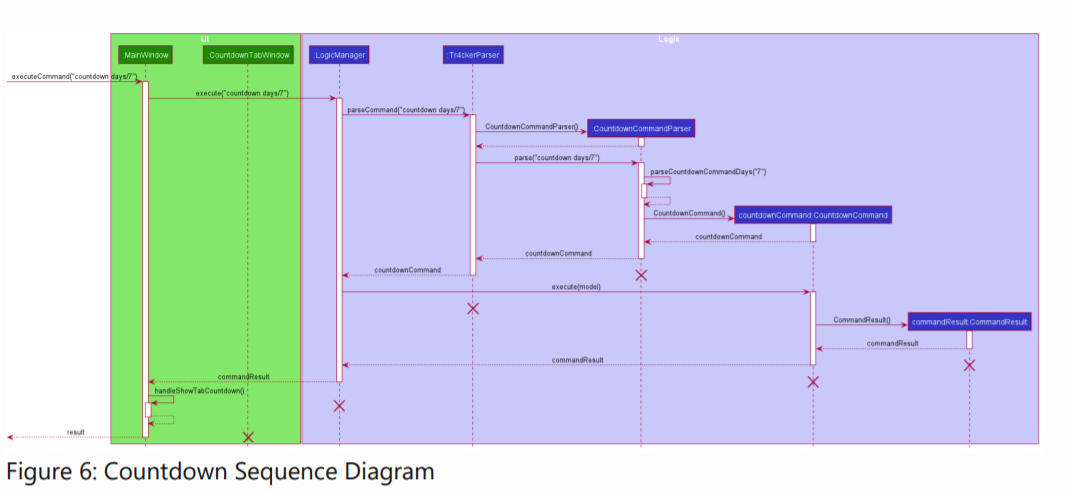 UI
Logic
:MainWindow
:CountdownTabWindow
:LogicManager
:Tr4ckerParser
executeCommand("countdown days/7")
execute("countdown days/7")
parseCommand("countdown days/7")
CountdownCommandParser()
:CountdownCommandParser
parse("countdown days/7")
parseCountdownCommandDays("7")
CountdownCommand()
countdownCommand:CountdownCommand
countdownCommand
countdownCommand
countdownCommand
execute(model)
CommandResult()
commandResult:CommandResult
commandResult
commandResult
commandResult
handleShowTabCountdown()
result
Figure 6: Countdown Sequence Diagram